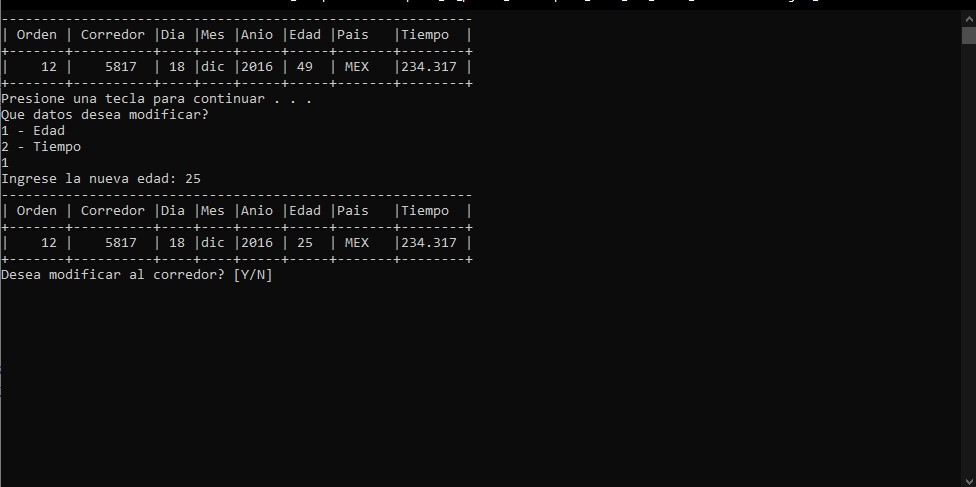 -----------------------------------------------------------
| Orden | Corredor |Dia |Mes |Anio |Edad |Pais   |Tiempo  |
+-------+----------+----+----+-----+-----+-------+--------+
|    12 |    5817  | 18 |dic |2016 | 49  | MEX   |234.317 |
+-------+----------+----+----+-----+-----+-------+--------+
Presione una tecla para continuar . . .
Que datos desea modificar?
1 - Edad
2 - Tiempo
1
Ingrese la nueva edad: 25
-----------------------------------------------------------
| Orden | Corredor |Dia |Mes |Anio |Edad |Pais   |Tiempo  |
+-------+----------+----+----+-----+-----+-------+--------+
|    12 |    5817  | 18 |dic |2016 | 25  | MEX   |234.317 |
+-------+----------+----+----+-----+-----+-------+--------+
Desea modificar al corredor? [Y/N]